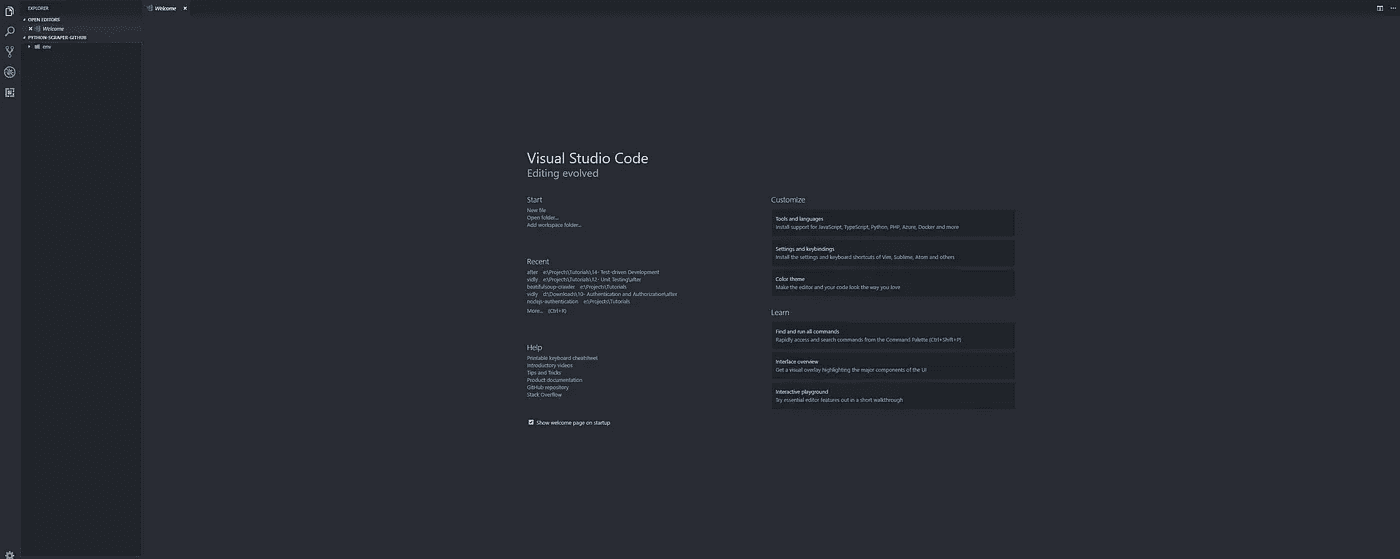 EXPLORER
OPEN EDITORS
Welcome
PYTHON-SCRAPER-GITHUB
env
Welcome
Visual Studio Code
Editing evolved
Start
New file
Open folder...
Add workspace folder...
Recent
after e:\Projects\Tutorials\14- Test-driven Development
vidly e:\Projects\Tutorials\12- Unit Testing\after
beatifulsoup-crawler e:\Projects\Tutorials
vidly d:\Downloads\10- Authentication and Authorization\after
nodejs-authentication e:\Projects\Tutorials
More... (Ctrl+R)
Help
Printable keyboard cheatsheet
Introductory videos
Tips and Tricks
Product documentation
GitHub repository
Stack Overflow
Show welcome page on startup
Customize
Tools and languages
Install support for JavaScript, TypeScript, Python, PHP, Azure, Docker and more
Settings and keybindings
Install the settings and keyboard shortcuts of Vim, Sublime, Atom and others
Color theme
Make the editor and your code look the way you love
Learn
Find and run all commands
Rapidly access and search commands from the Command Palette (Ctrl+Shift+P)
Interface overview
Get a visual overlay highlighting the major components of the UI
Interactive playground
Try essential editor features out in a short walkthrough